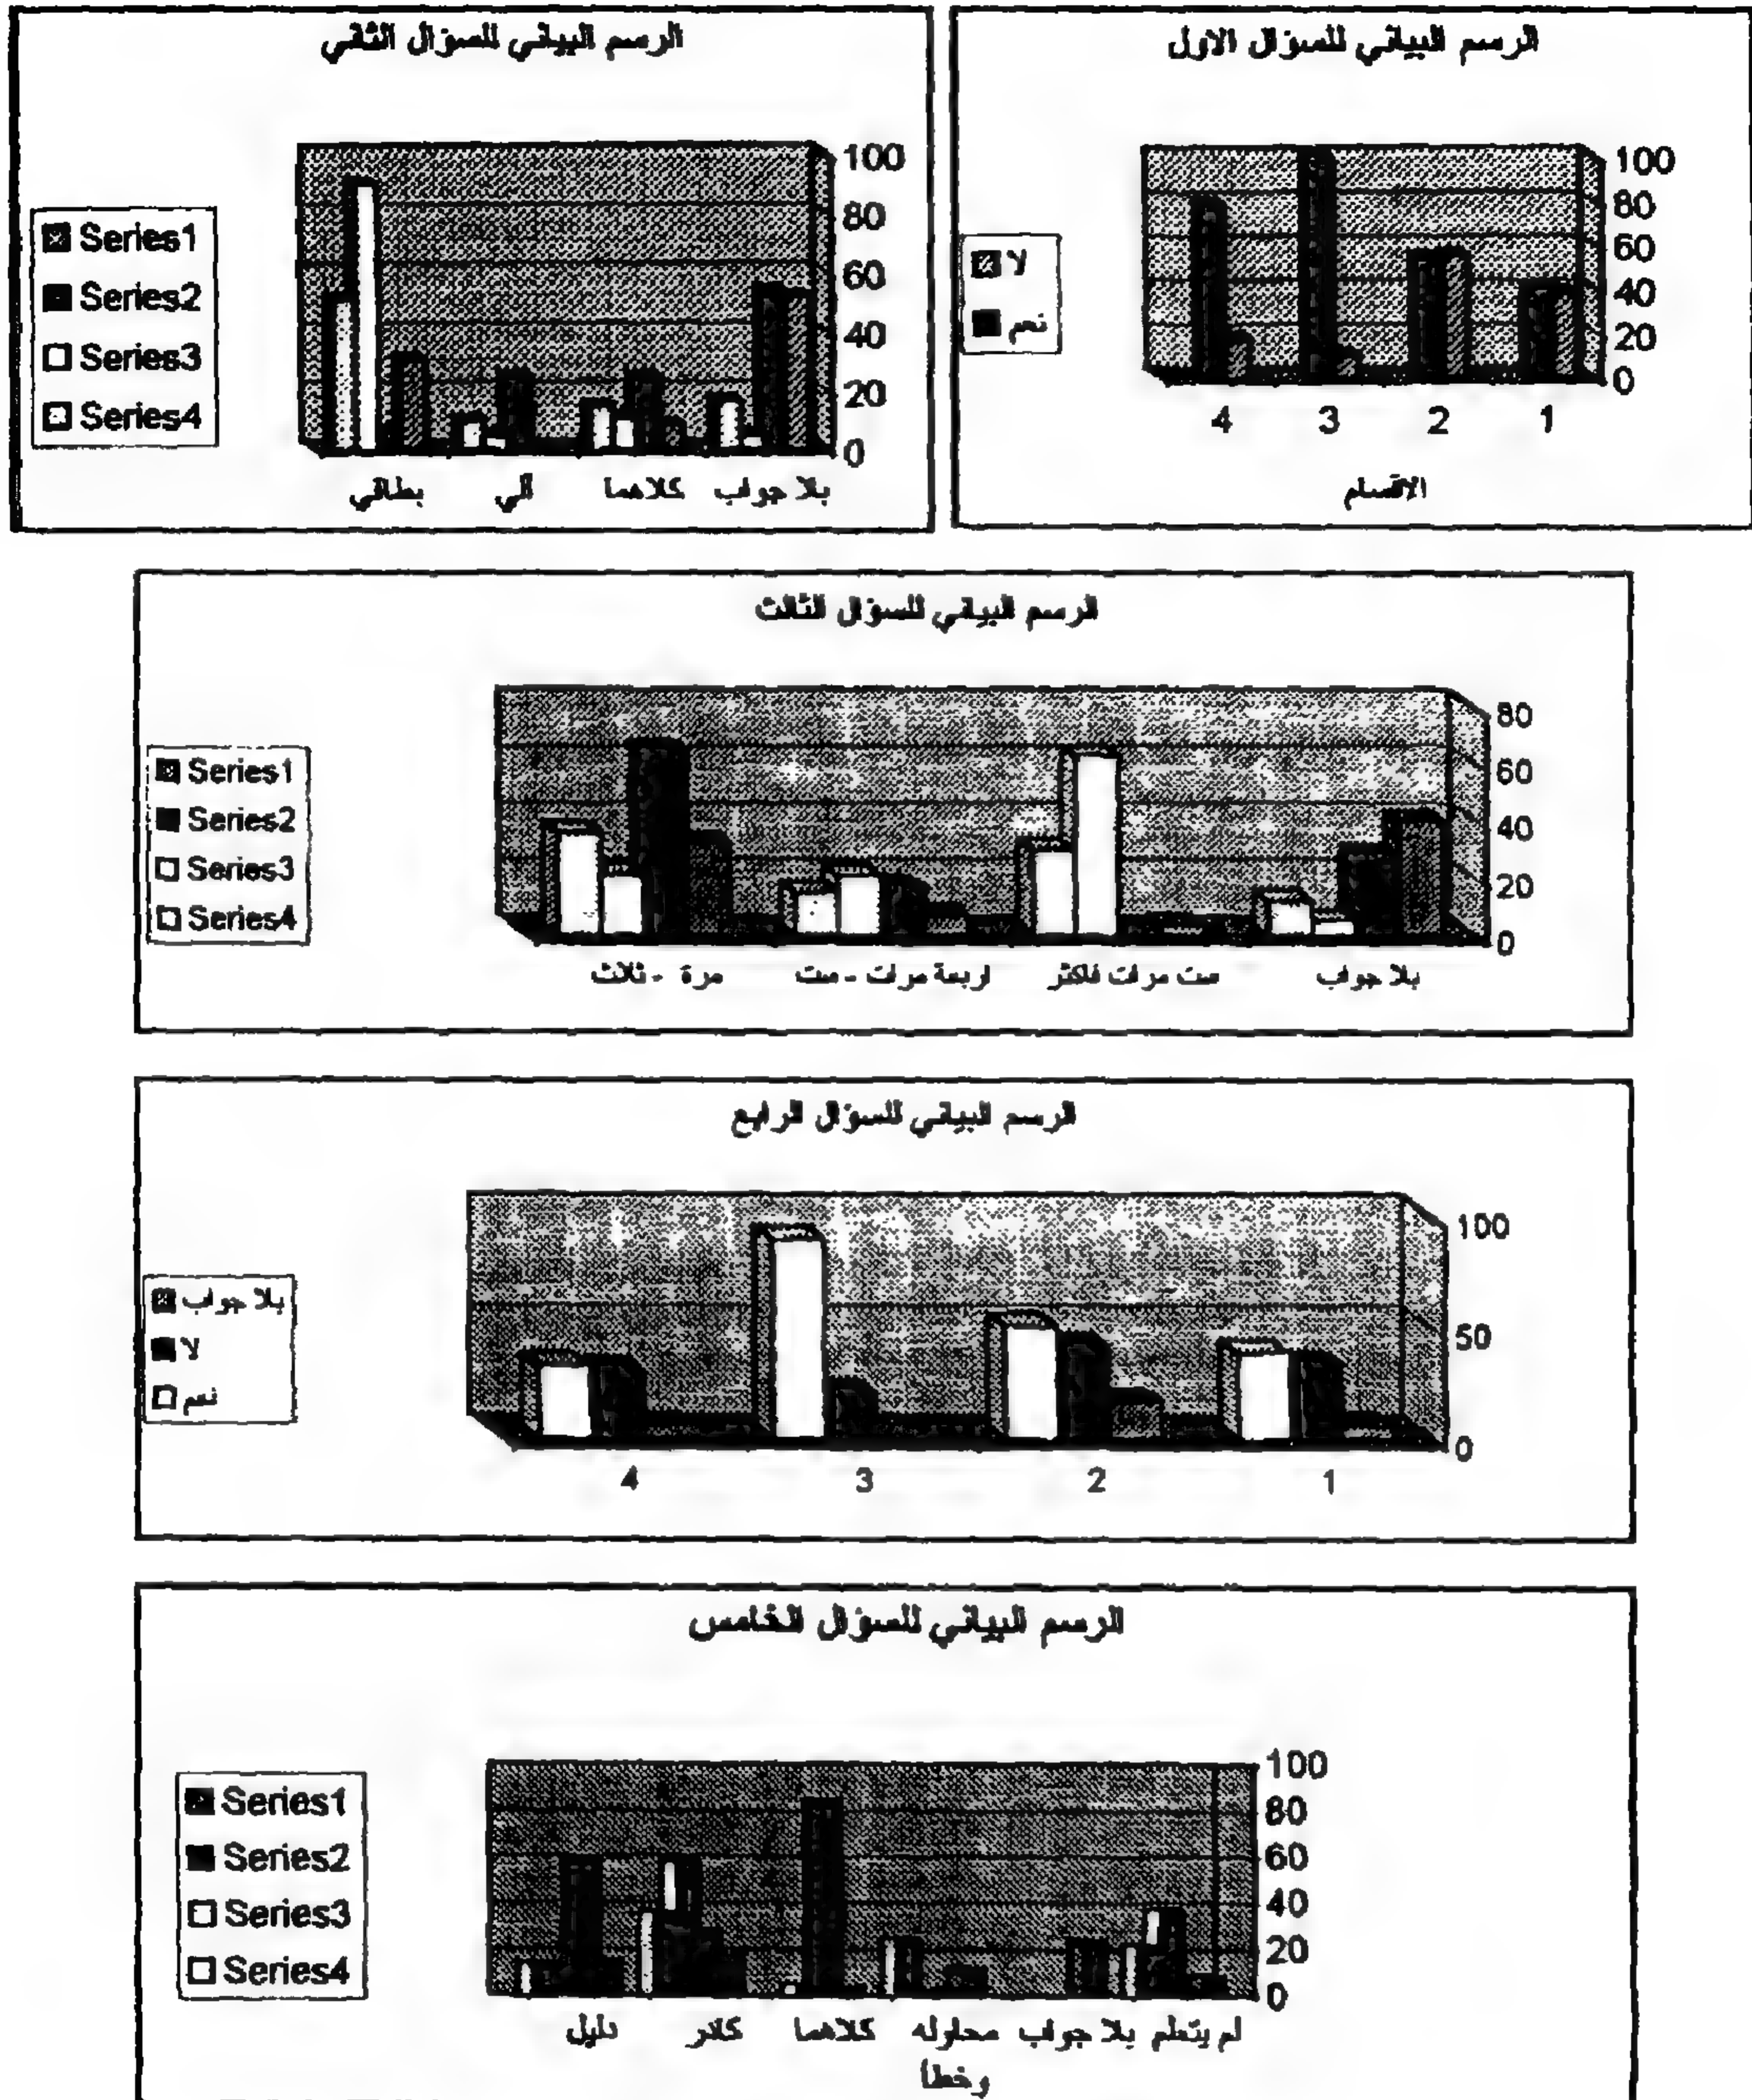 الرسم البياني للسؤال الاول
100
80
60
40
20
0
4 3 2 1
الاقسام
لا
نعم
الرسم البياني للسؤال الثاني
100
80
60
40
20
0
بلا جواب كلاهما آلي بطاقي
Series1
Series2
Series3
Series4
الرسم البياني للسؤال الثالث
80
60
40
20
0
بلا جواب ست مرات فاكثر اربعة مرات - ست مرة - ثلاث
Series1
Series2
Series3
Series4
الرسم البياني للسؤال الرابع
100
50
0
4 3 2 1
بلا جواب
لا
نعم
الرسم البياني للسؤال الخامس
100
80
60
40
20
0
لم يتعلم بلا جواب محاوله كلاهما كادر دليل
وخطأ
Series1
Series2
Series3
Series4